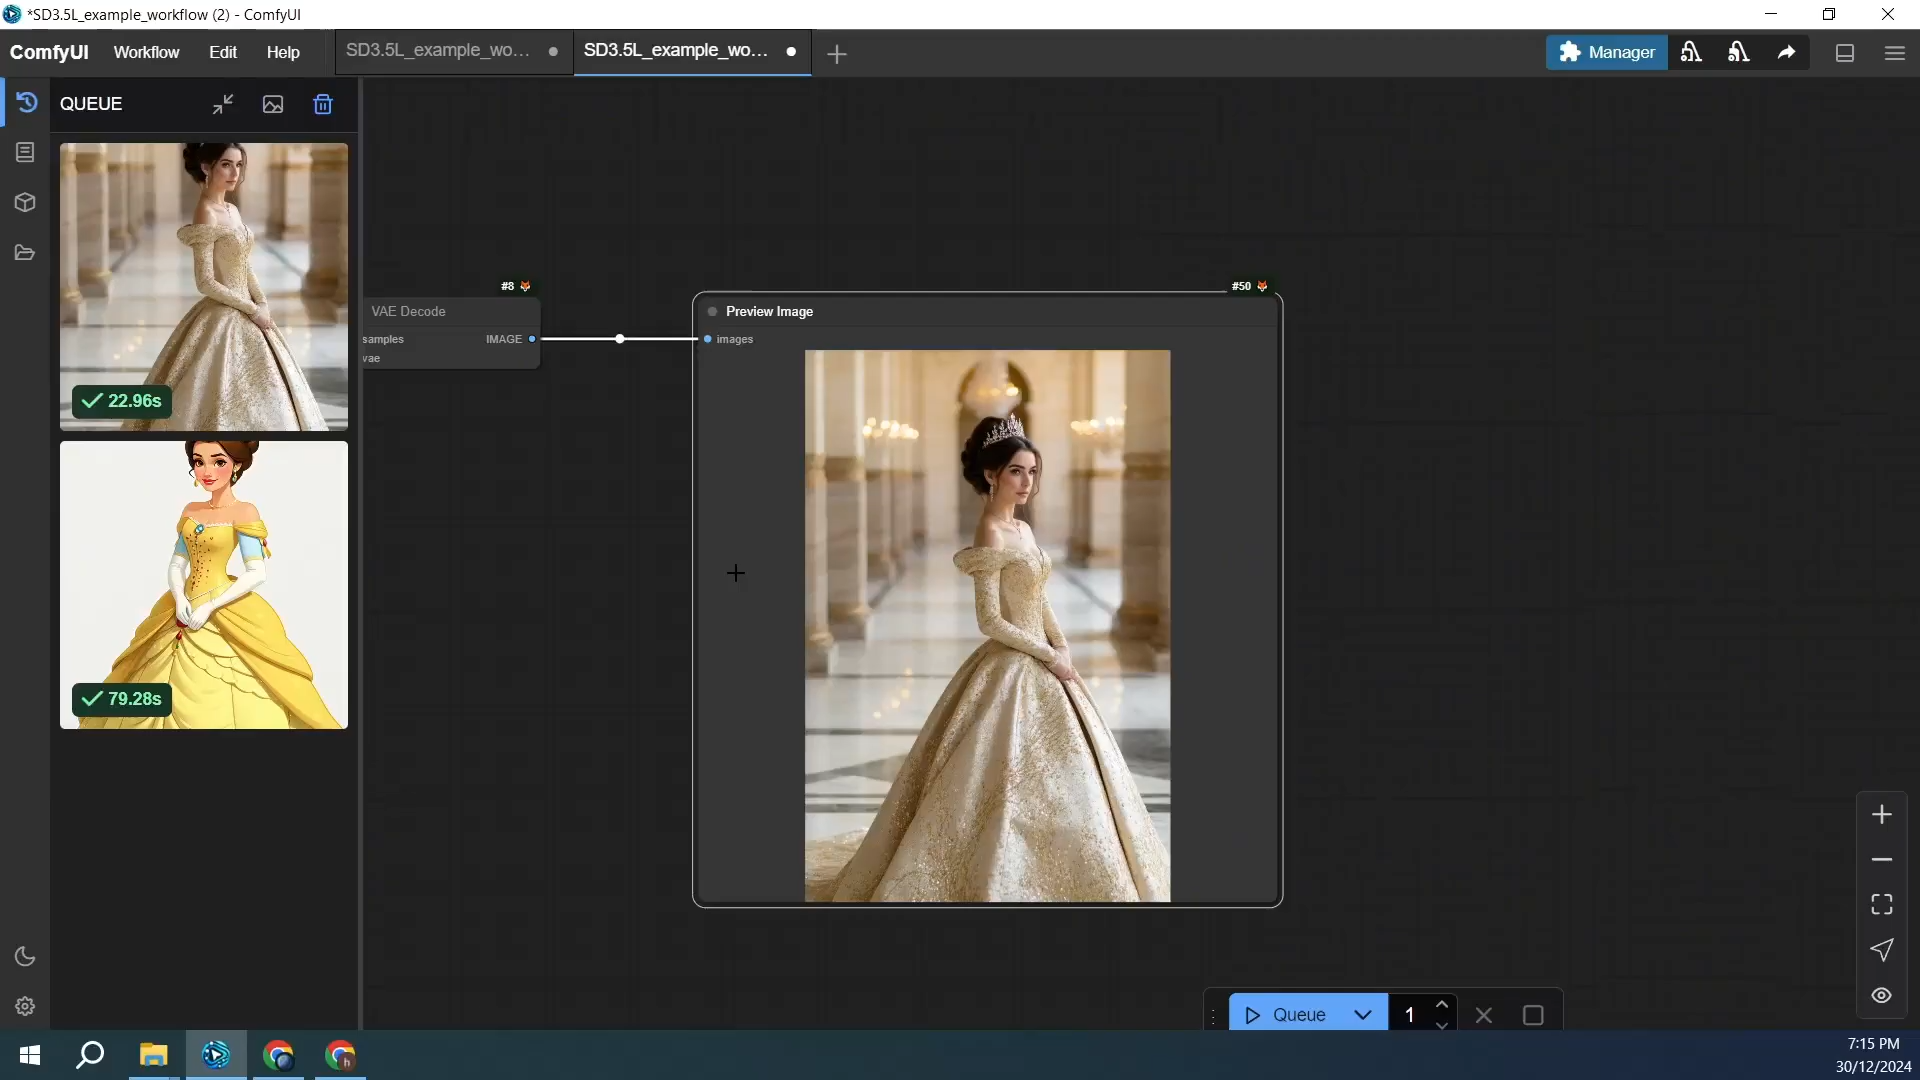 *SD3.5L_example_workflow (2) - ComfyUI
ComfyUI Workflow Edit Help SD3.5L_example_wo... SD3.5L_example_wo... Manager
QUEUE
22.96s
79.28s
#8
VAE Decode
samples IMAGE
vae
#50
Preview Image
images
Queue 1
7:15 PM
30/12/2024